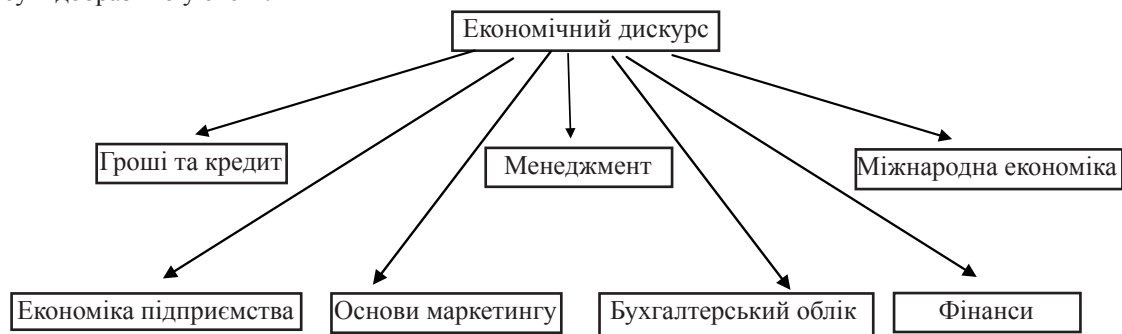 Економічний дискурс
Гроші та кредит
Менеджмент
Міжнародна економіка
Економіка підприємства
Основи маркетингу
Бухгалтерський облік
Фінанси